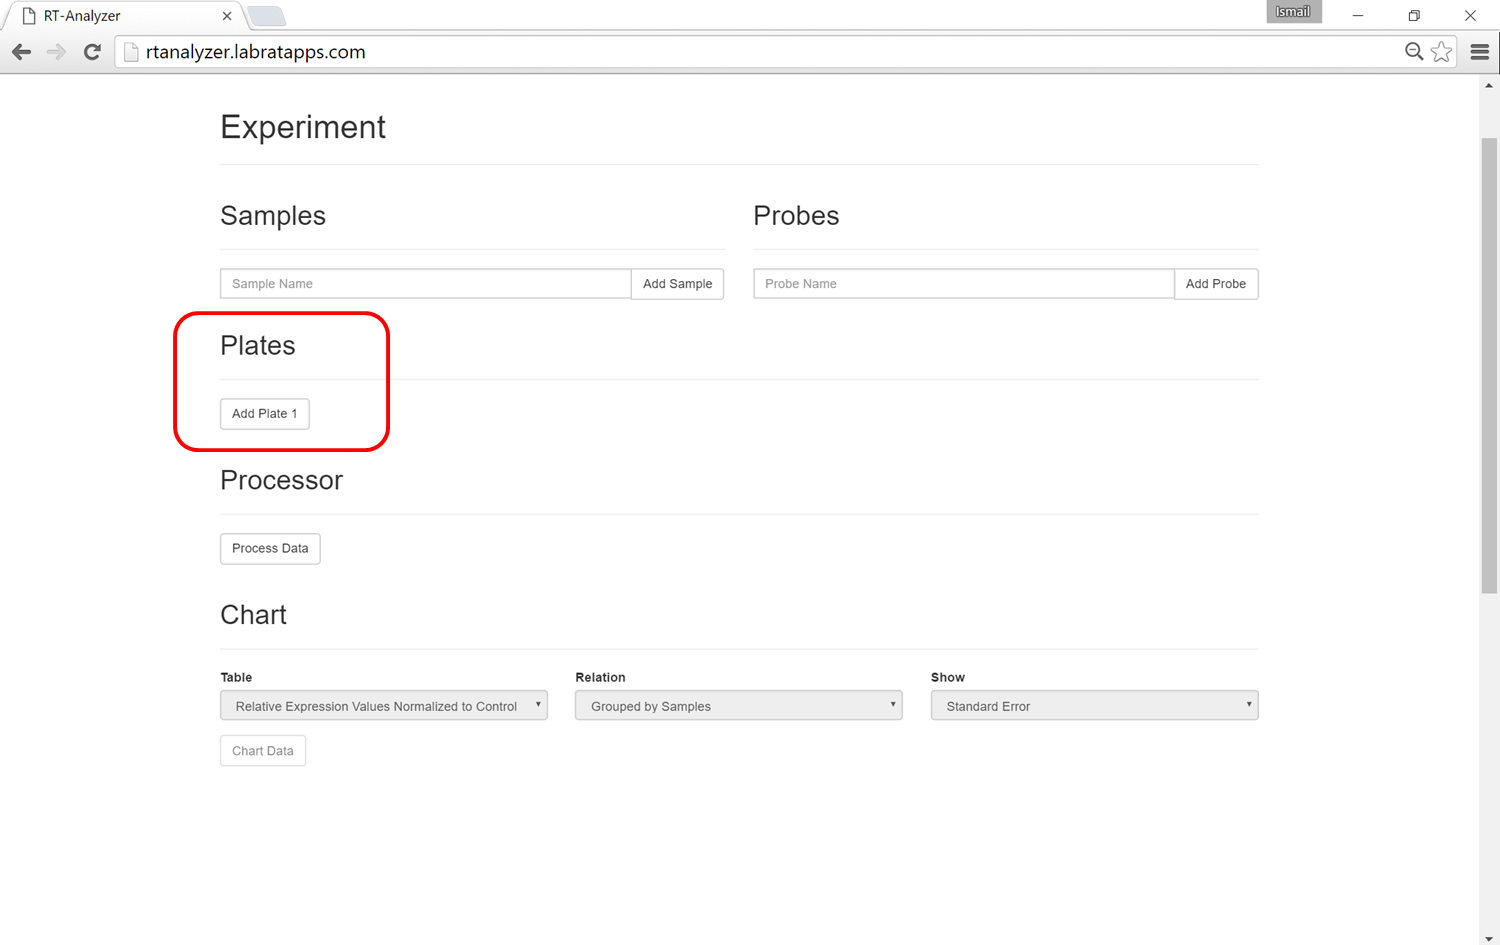 RT-Analyzer
Ismail
rtanalyzer.labratapps.com
Experiment
Samples
Probes
Sample Name
Add Sample
Probe Name
Add Probe
Plates
Add Plate 1
Processor
Process Data
Chart
Table
Relation
Show
Relative Expression Values Normalized to Control
Grouped by Samples
Standard Error
Chart Data